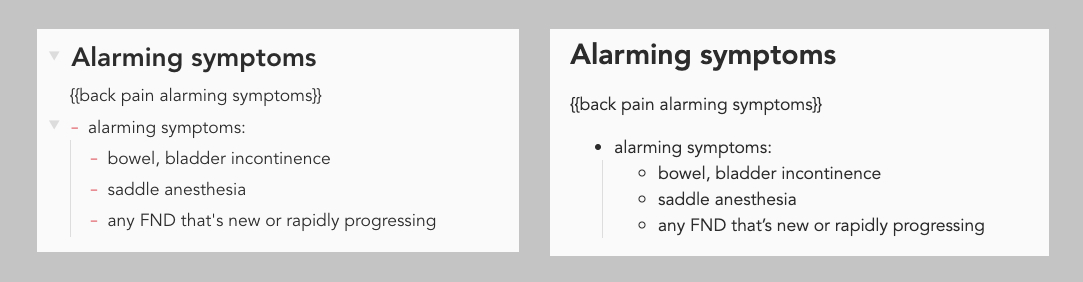 Alarming symptoms
{{back pain alarming symptoms}}
- alarming symptoms:
- bowel, bladder incontinence
- saddle anesthesia
- any FND that's new or rapidly progressing
Alarming symptoms
{{back pain alarming symptoms}}
• alarming symptoms:
◦ bowel, bladder incontinence
◦ saddle anesthesia
◦ any FND that’s new or rapidly progressing